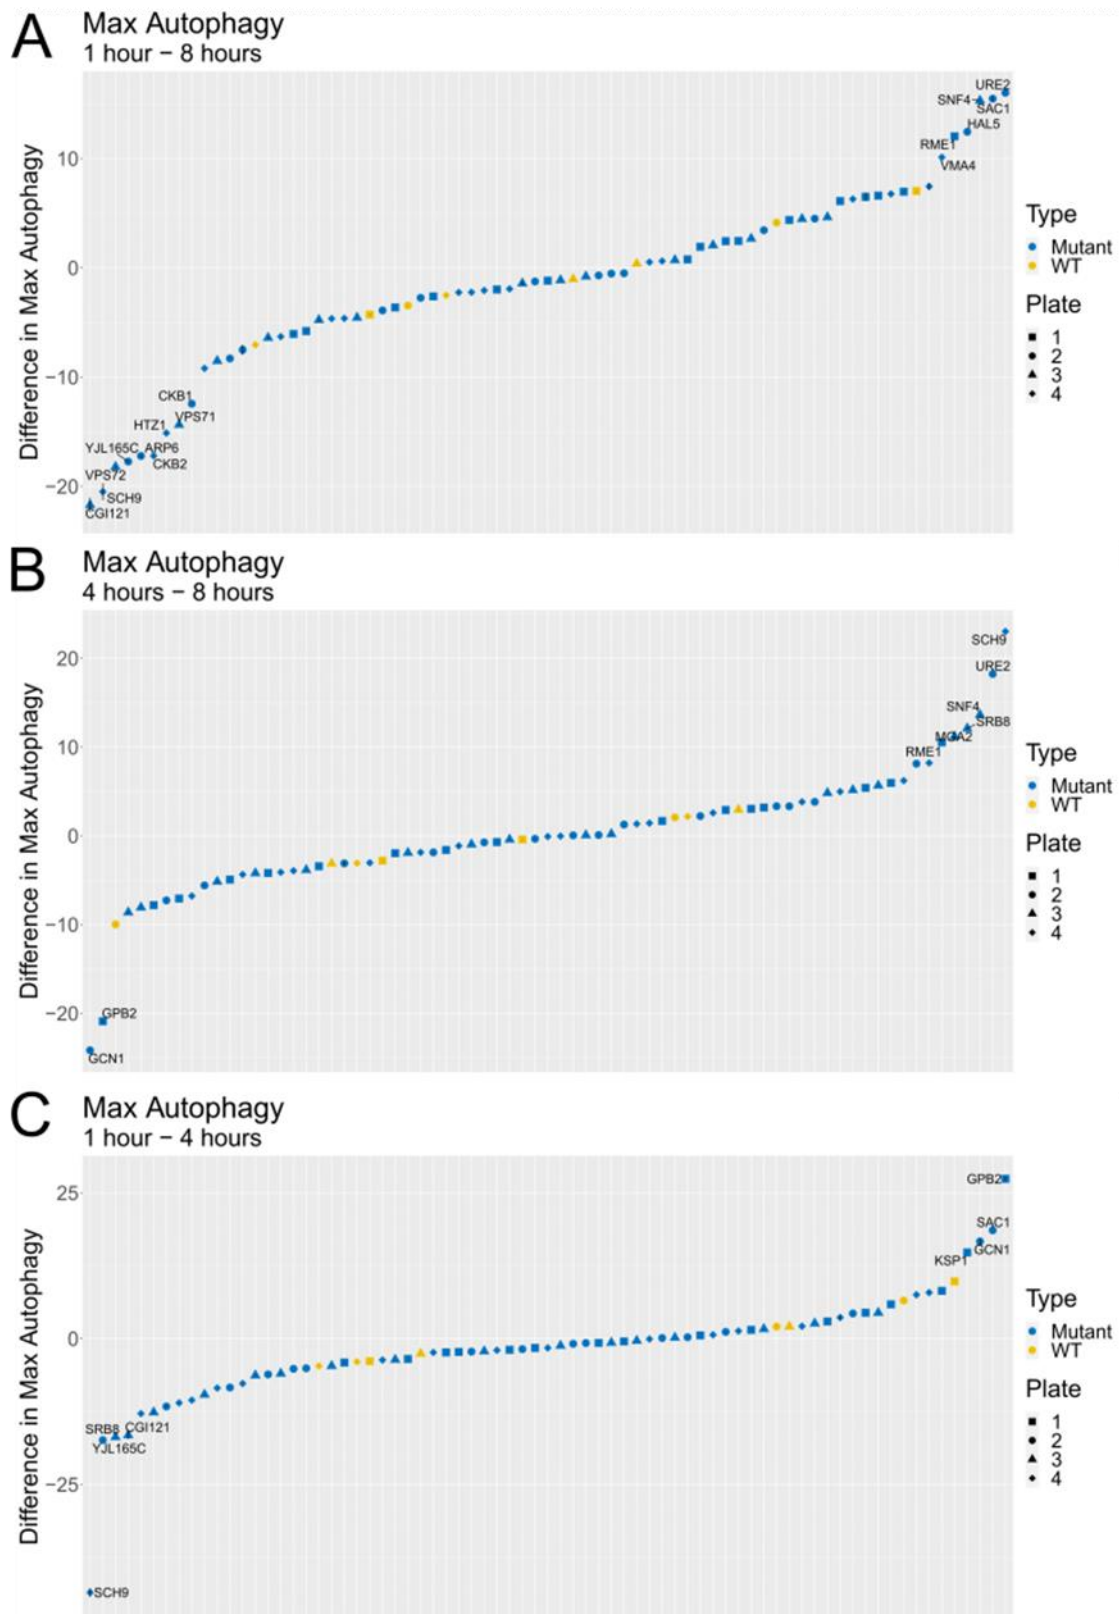 A
Max Autophagy
1 hour − 8 hours
Difference in Max Autophagy
10
0
−10
−20
URE2
SNF4
SAC1
HAL5
RME1
VMA4
CKB1
VPS71
HTZ1
YJL165C
ARP6
CKB2
VPS72
SCH9
CGI121
Type
Mutant
WT
Plate
1
2
3
4
B
Max Autophagy
4 hours − 8 hours
Difference in Max Autophagy
20
10
0
−10
−20
SCH9
URE2
SNF4
SRB8
MGA2
RME1
GPB2
GCN1
Type
Mutant
WT
Plate
1
2
3
4
C
Max Autophagy
1 hour − 4 hours
Difference in Max Autophagy
25
0
−25
GPB2
SAC1
GCN1
KSP1
SRB8
CGI121
YJL165C
SCH9
Type
Mutant
WT
Plate
1
2
3
4